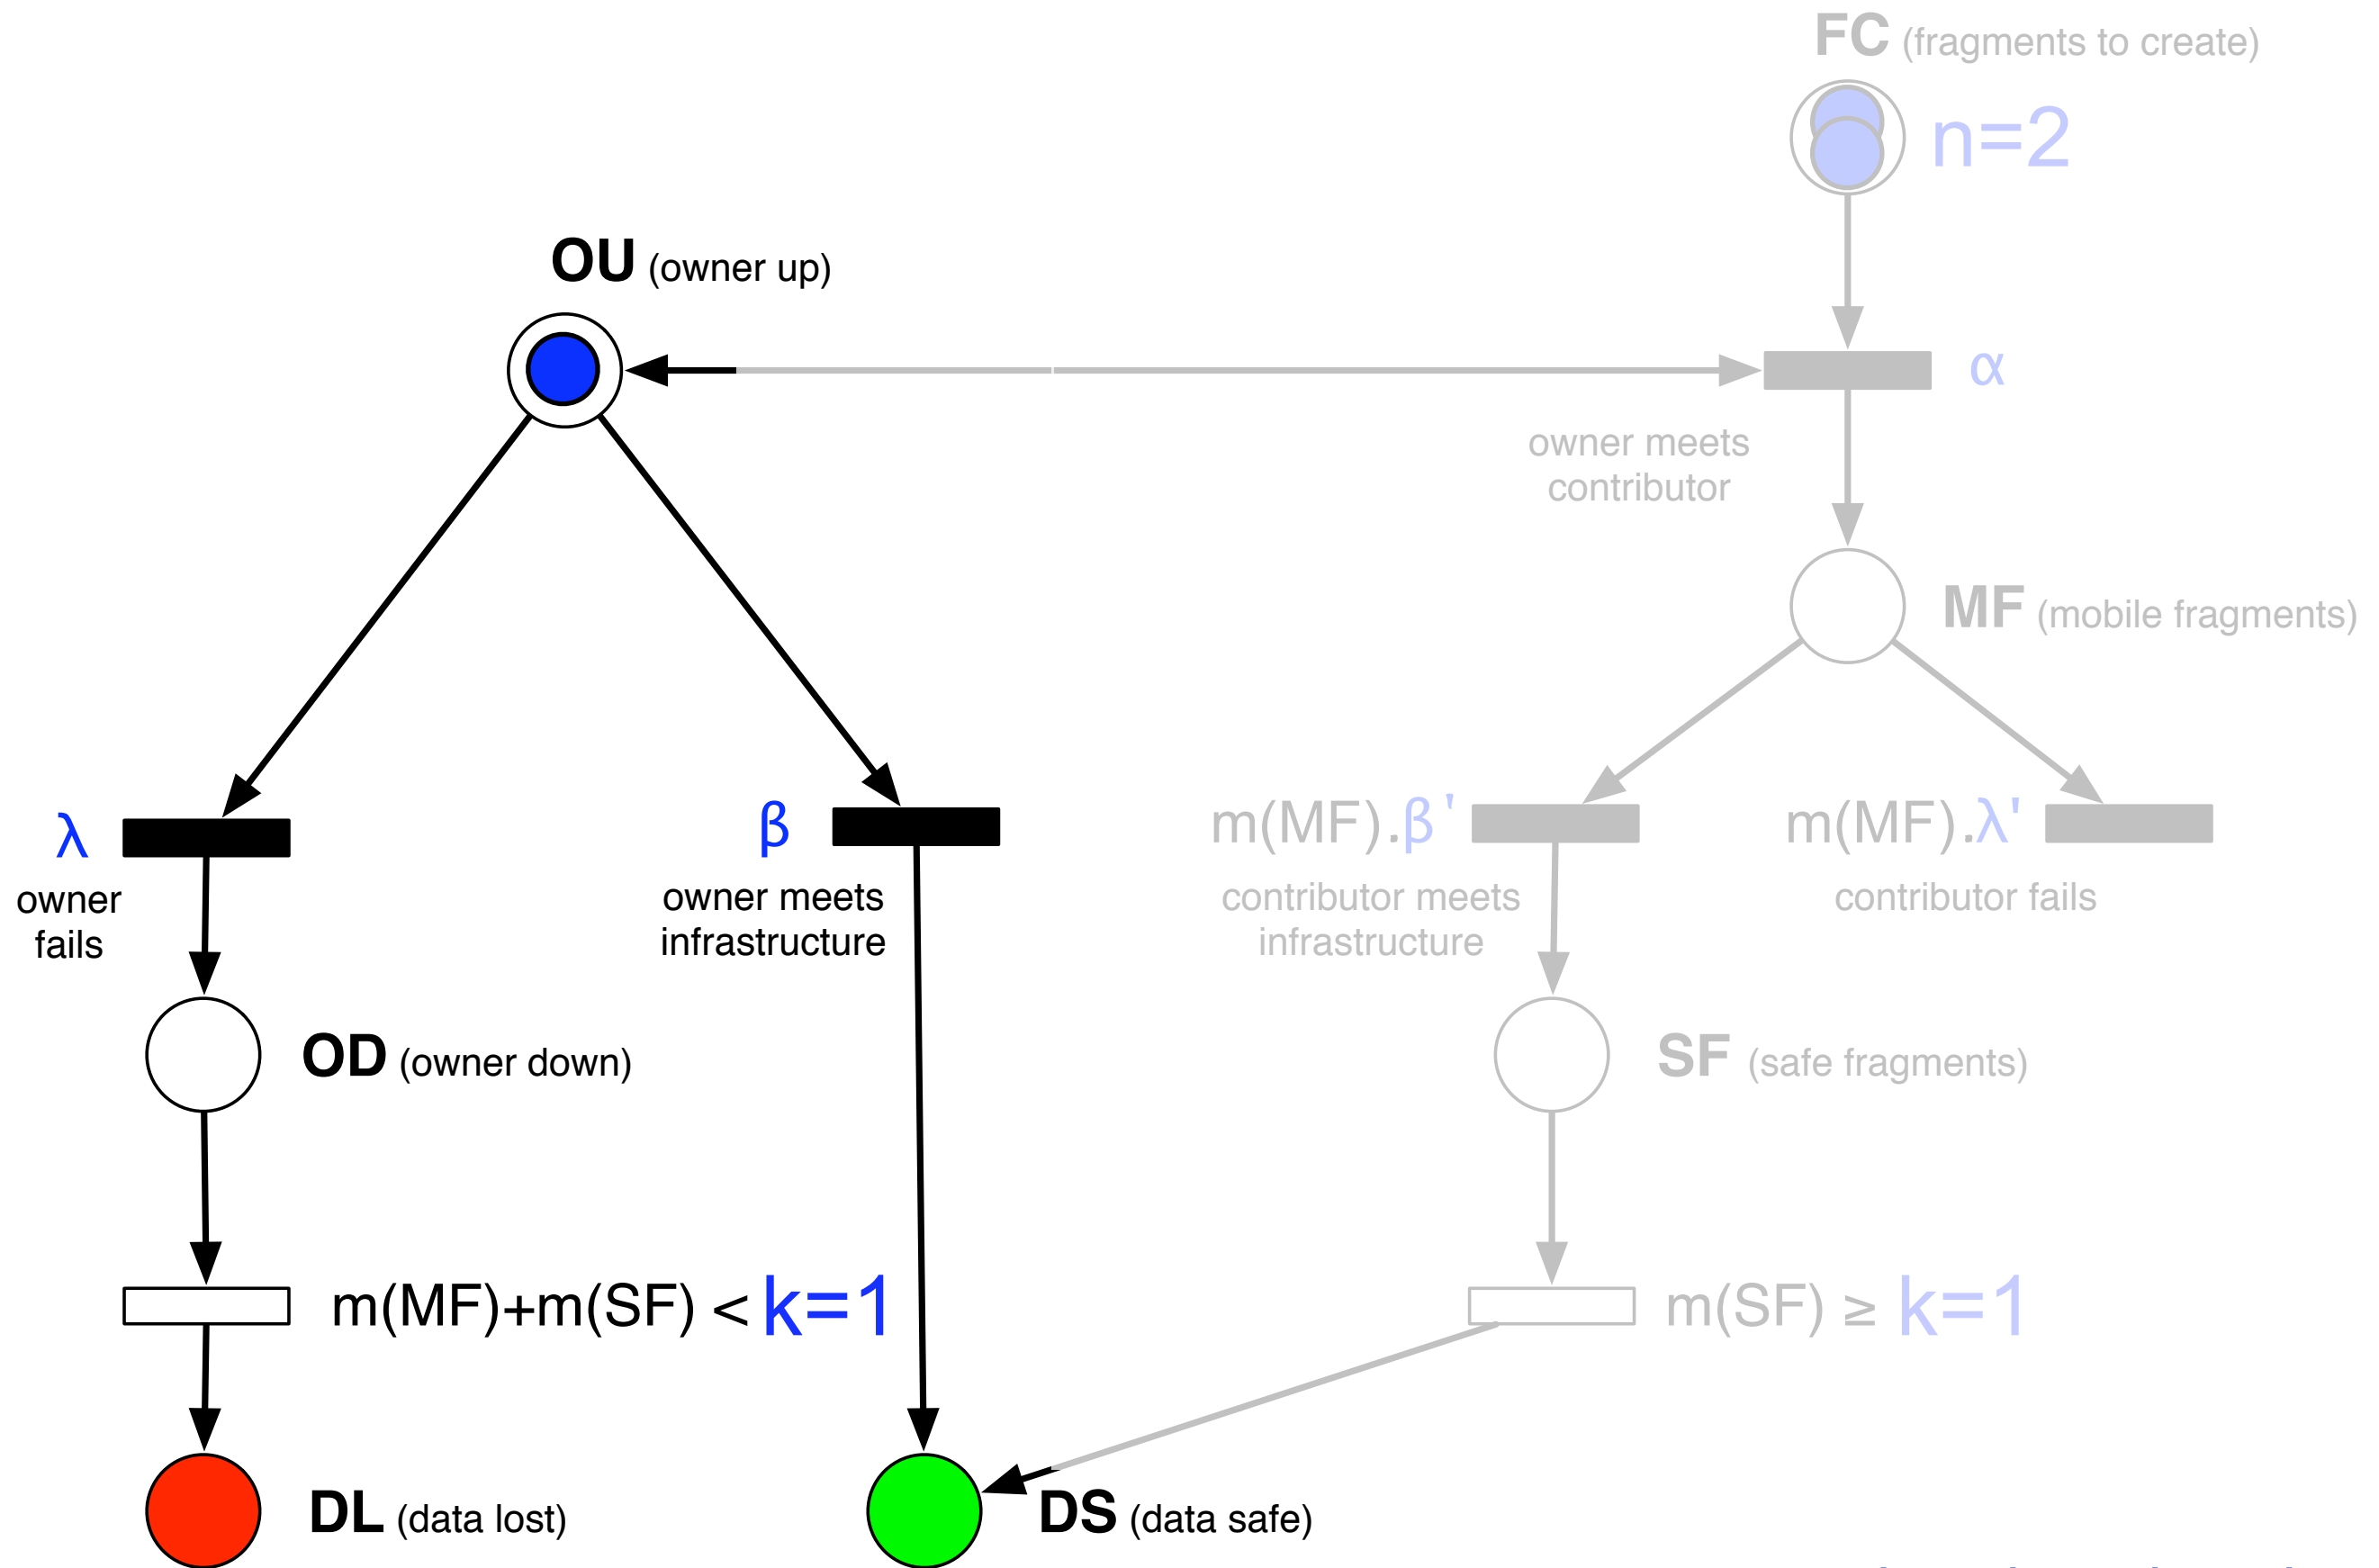 FC (fragments to create)
n=2
OU (owner up)
α
owner meets
contributor
MF (mobile fragments)
λ
owner
fails
β
owner meets
infrastructure
m(MF).β'
contributor meets
infrastructure
m(MF).λ'
contributor fails
OD (owner down)
SF (safe fragments)
m(MF)+m(SF) < k=1
m(SF) ≥ k=1
DL (data lost)
DS (data safe)